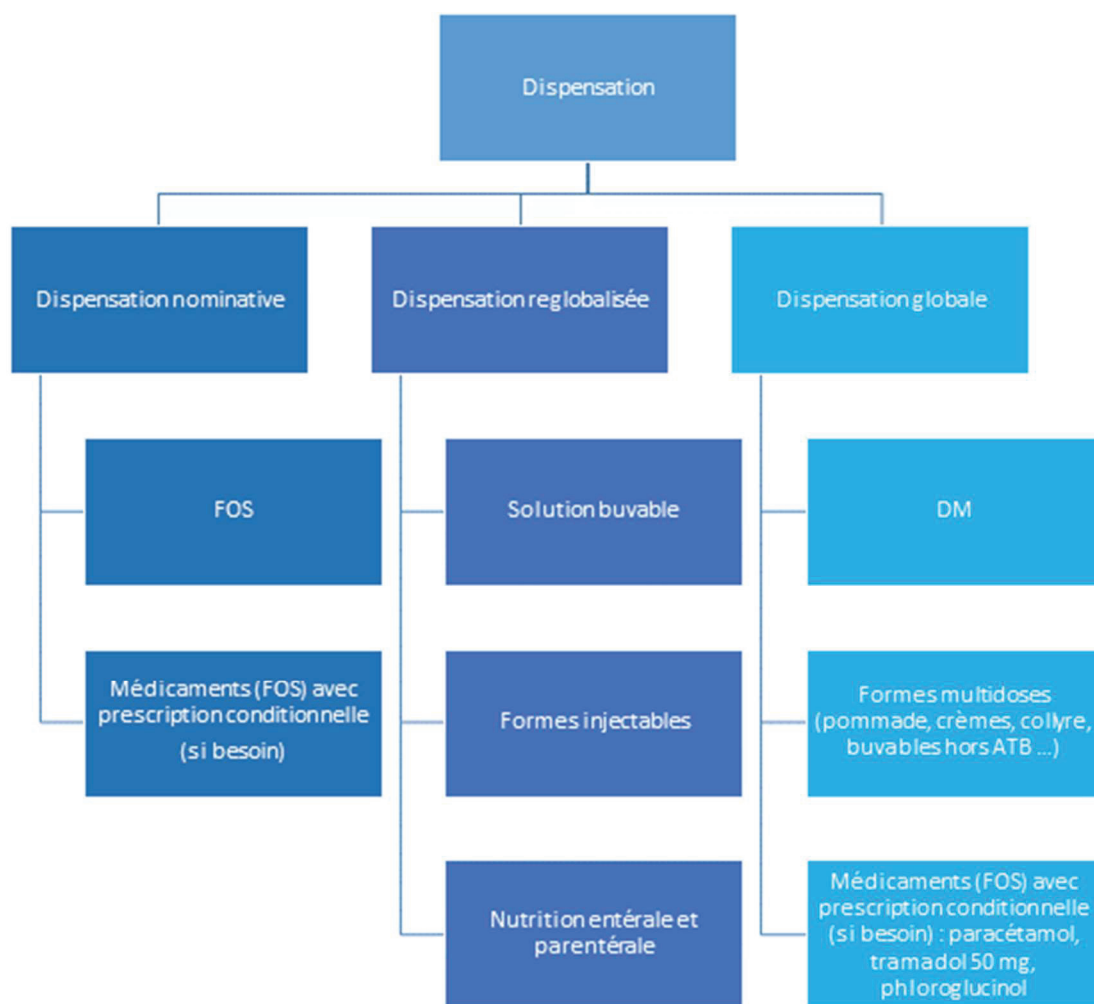 Dispensation
Dispensation nominative
Dispensation reglobalisée
Dispensation globale
FOS
Solution buvable
DM
Médicaments (FOS) avec
prescription conditionnelle
(si besoin)
Formes injectables
Formes multidoses
(pommade, crèmes, collyre,
buvables hors ATB ...)
Nutrition entérale et
parentérale
Médicaments (FOS) avec
prescription conditionnelle
(si besoin) : paracétamol,
tramadol 50 mg,
phloroglucinol